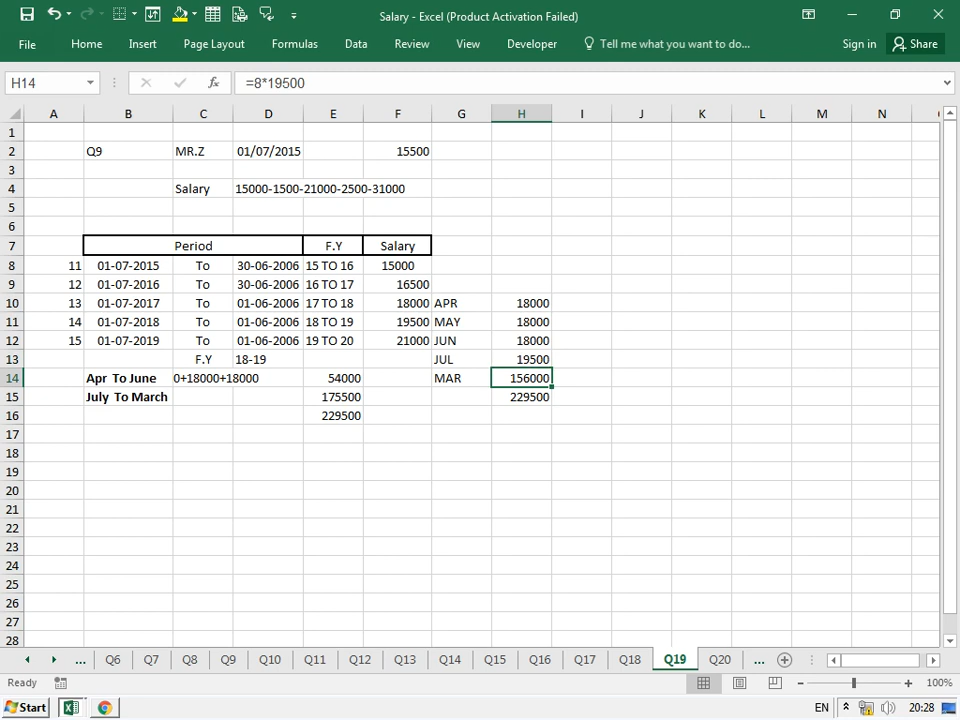 Salary - Excel (Product Activation Failed)
File Home Insert Page Layout Formulas Data Review View Developer Tell me what you want to do... Sign in Share
H14 fx =8*19500
A B C D E F G H I J K L M N
1
2 Q9 MR.Z 01/07/2015 15500
3
4 Salary 15000-1500-21000-2500-31000
5
6
7 Period F.Y Salary
8 11 01-07-2015 To 30-06-2006 15 TO 16 15000
9 12 01-07-2016 To 30-06-2006 16 TO 17 16500
10 13 01-07-2017 To 01-06-2006 17 TO 18 18000 APR 18000
11 14 01-07-2018 To 01-06-2006 18 TO 19 19500 MAY 18000
12 15 01-07-2019 To 01-06-2006 19 TO 20 21000 JUN 18000
13 F.Y 18-19 JUL 19500
14 Apr To June 0+18000+18000 54000 MAR 156000
15 July To March 175500 229500
16 229500
17
18
19
20
21
22
23
24
25
26
27
28
... Q6 Q7 Q8 Q9 Q10 Q11 Q12 Q13 Q14 Q15 Q16 Q17 Q18 Q19 Q20 ...
Ready 100%
Start EN 20:28